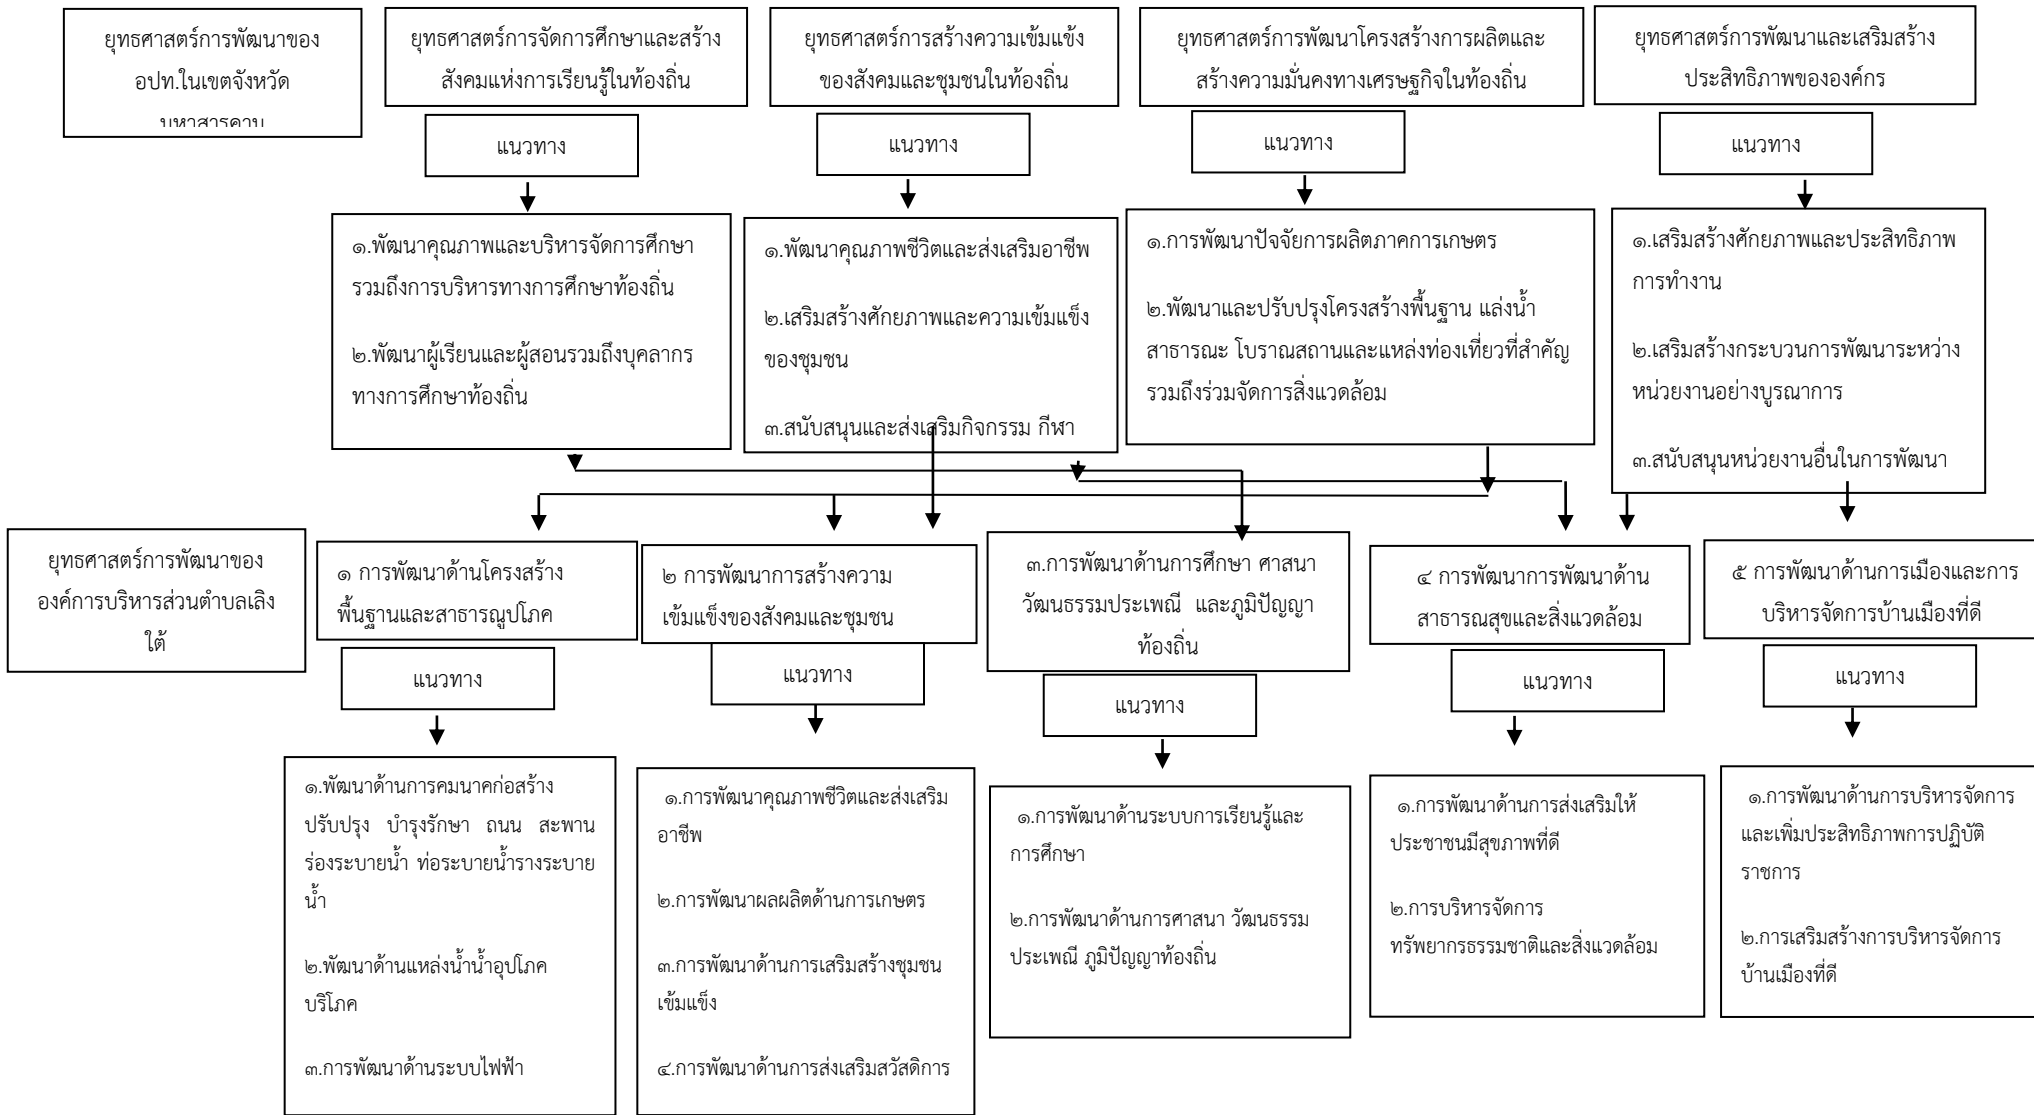 ยุทธศาสตร์การพัฒนาของ
อปท.ในเขตจังหวัด
มหาสารคาม
ยุทธศาสตร์การจัดการศึกษาและสร้าง
สังคมแห่งการเรียนรู้ในท้องถิ่น
ยุทธศาสตร์การสร้างความเข้มแข้ง
ของสังคมและชุมชนในท้องถิ่น
ยุทธศาสตร์การพัฒนาโครงสร้างการผลิตและ
สร้างความมั่นคงทางเศรษฐกิจในท้องถิ่น
ยุทธศาสตร์การพัฒนาและเสริมสร้าง
ประสิทธิภาพขององค์กร
แนวทาง
แนวทาง
แนวทาง
แนวทาง
๑.พัฒนาคุณภาพและบริหารจัดการศึกษา
รวมถึงการบริหารทางการศึกษาท้องถิ่น
๒.พัฒนาผู้เรียนและผู้สอนรวมถึงบุคลากร
ทางการศึกษาท้องถิ่น
๑.พัฒนาคุณภาพชีวิตและส่งเสริมอาชีพ
๒.เสริมสร้างศักยภาพและความเข้มแข็ง
ของชุมชน
๓.สนับสนุนและส่งเสริมกิจกรรม กีฬา
๑.การพัฒนาปัจจัยการผลิตภาคการเกษตร
๒.พัฒนาและปรับปรุงโครงสร้างพื้นฐาน แล่งน้ำ
สาธารณะ โบราณสถานและแหล่งท่องเที่ยวที่สำคัญ
รวมถึงร่วมจัดการสิ่งแวดล้อม
๑.เสริมสร้างศักยภาพและประสิทธิภาพ
การทำงาน
๒.เสริมสร้างกระบวนการพัฒนาระหว่าง
หน่วยงานอย่างบูรณาการ
๓.สนับสนุนหน่วยงานอื่นในการพัฒนา
ยุทธศาสตร์การพัฒนาของ
องค์การบริหารส่วนตำบลเลิง
ใต้
๑ การพัฒนาด้านโครงสร้าง
พื้นฐานและสาธารณูปโภค
๒ การพัฒนาการสร้างความ
เข้มแข็งของสังคมและชุมชน
๓.การพัฒนาด้านการศึกษา ศาสนา
วัฒนธรรมประเพณี และภูมิปัญญา
ท้องถิ่น
๔ การพัฒนาการพัฒนาด้าน
สาธารณสุขและสิ่งแวดล้อม
๕ การพัฒนาด้านการเมืองและการ
บริหารจัดการบ้านเมืองที่ดี
แนวทาง
แนวทาง
แนวทาง
แนวทาง
แนวทาง
๑.พัฒนาด้านการคมนาคก่อสร้าง
ปรับปรุง บำรุงรักษา ถนน สะพาน
ร่องระบายน้ำ ท่อระบายน้ำรางระบาย
น้ำ
๒.พัฒนาด้านแหล่งน้ำน้ำอุปโภค
บริโภค
๓.การพัฒนาด้านระบบไฟฟ้า
๑.การพัฒนาคุณภาพชีวิตและส่งเสริม
อาชีพ
๒.การพัฒนาผลผลิตด้านการเกษตร
๓.การพัฒนาด้านการเสริมสร้างชุมชน
เข้มแข็ง
๔.การพัฒนาด้านการส่งเสริมสวัสดิการ
๑.การพัฒนาด้านระบบการเรียนรู้และ
การศึกษา
๒.การพัฒนาด้านการศาสนา วัฒนธรรม
ประเพณี ภูมิปัญญาท้องถิ่น
๑.การพัฒนาด้านการส่งเสริมให้
ประชาชนมีสุขภาพที่ดี
๒.การบริหารจัดการ
ทรัพยากรธรรมชาติและสิ่งแวดล้อม
๑.การพัฒนาด้านการบริหารจัดการ
และเพิ่มประสิทธิภาพการปฏิบัติ
ราชการ
๒.การเสริมสร้างการบริหารจัดการ
บ้านเมืองที่ดี